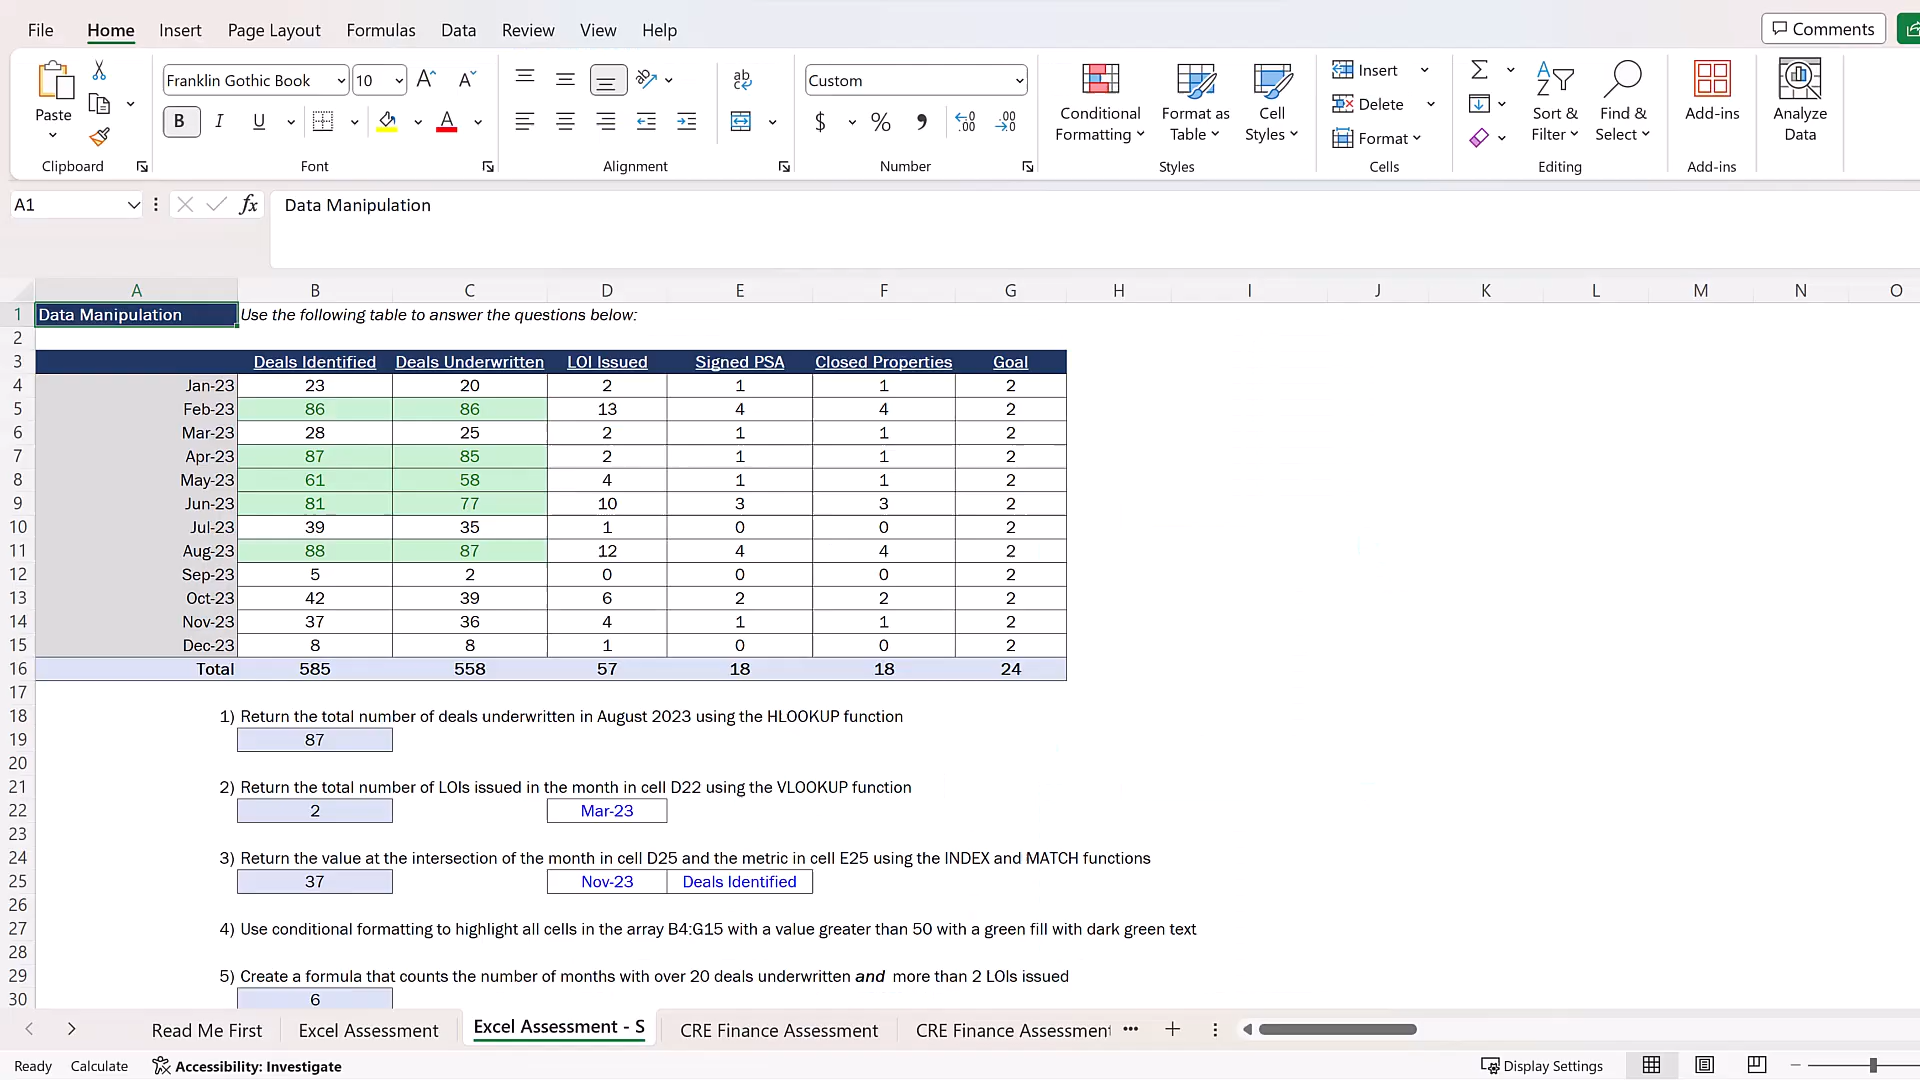 File Home Insert Page Layout Formulas Data Review View Help Comments
Franklin Gothic Book 10 A A ab Custom Insert Σ A Z
Paste B I U A $ % 9 Conditional Formatting Format as Table Cell Styles Delete Format Sort & Filter Find & Select Add-ins Analyze Data
Clipboard Font Alignment Number Styles Cells Editing Add-ins
A1 fx Data Manipulation
A B C D E F G H I J K L M N O
1 Data Manipulation Use the following table to answer the questions below:
2
3 Deals Identified Deals Underwritten LOI Issued Signed PSA Closed Properties Goal
4 Jan-23 23 20 2 1 1 2
5 Feb-23 86 86 13 4 4 2
6 Mar-23 28 25 2 1 1 2
7 Apr-23 87 85 2 1 1 2
8 May-23 61 58 4 1 1 2
9 Jun-23 81 77 10 3 3 2
10 Jul-23 39 35 1 0 0 2
11 Aug-23 88 87 12 4 4 2
12 Sep-23 5 2 0 0 0 2
13 Oct-23 42 39 6 2 2 2
14 Nov-23 37 36 4 1 1 2
15 Dec-23 8 8 1 0 0 2
16 Total 585 558 57 18 18 24
17
18 1) Return the total number of deals underwritten in August 2023 using the HLOOKUP function
19 87
20
21 2) Return the total number of LOIs issued in the month in cell D22 using the VLOOKUP function
22 2 Mar-23
23
24 3) Return the value at the intersection of the month in cell D25 and the metric in cell E25 using the INDEX and MATCH functions
25 37 Nov-23 Deals Identified
26
27 4) Use conditional formatting to highlight all cells in the array B4:G15 with a value greater than 50 with a green fill with dark green text
28
29 5) Create a formula that counts the number of months with over 20 deals underwritten and more than 2 LOIs issued
30 6
Read Me First Excel Assessment Excel Assessment - S CRE Finance Assessment CRE Finance Assessment
Ready Calculate Accessibility: Investigate Display Settings